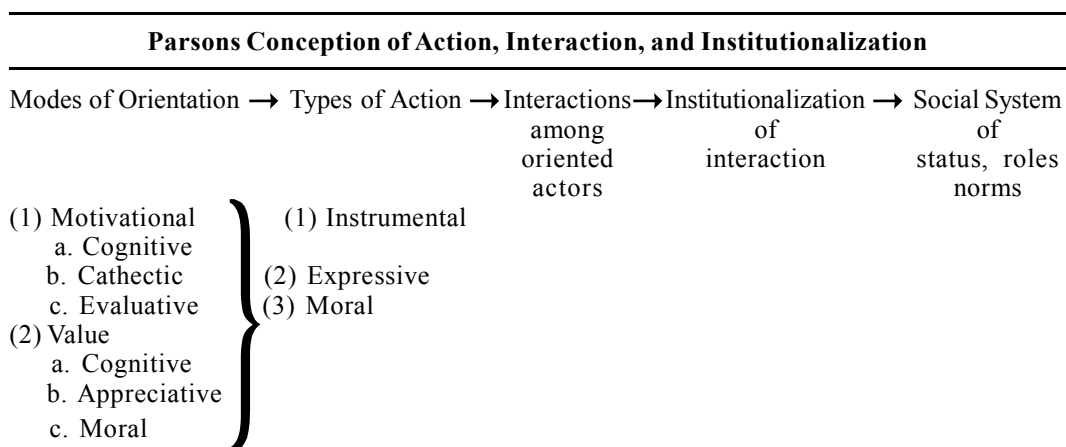 Parsons Conception of Action, Interaction, and Institutionalization
Modes of Orientation → Types of Action → Interactions → Institutionalization → Social System
among of of
oriented interaction status, roles
actors norms
(1) Motivational (1) Instrumental
a. Cognitive
b. Cathectic (2) Expressive
c. Evaluative (3) Moral
(2) Value
a. Cognitive
b. Appreciative
c. Moral